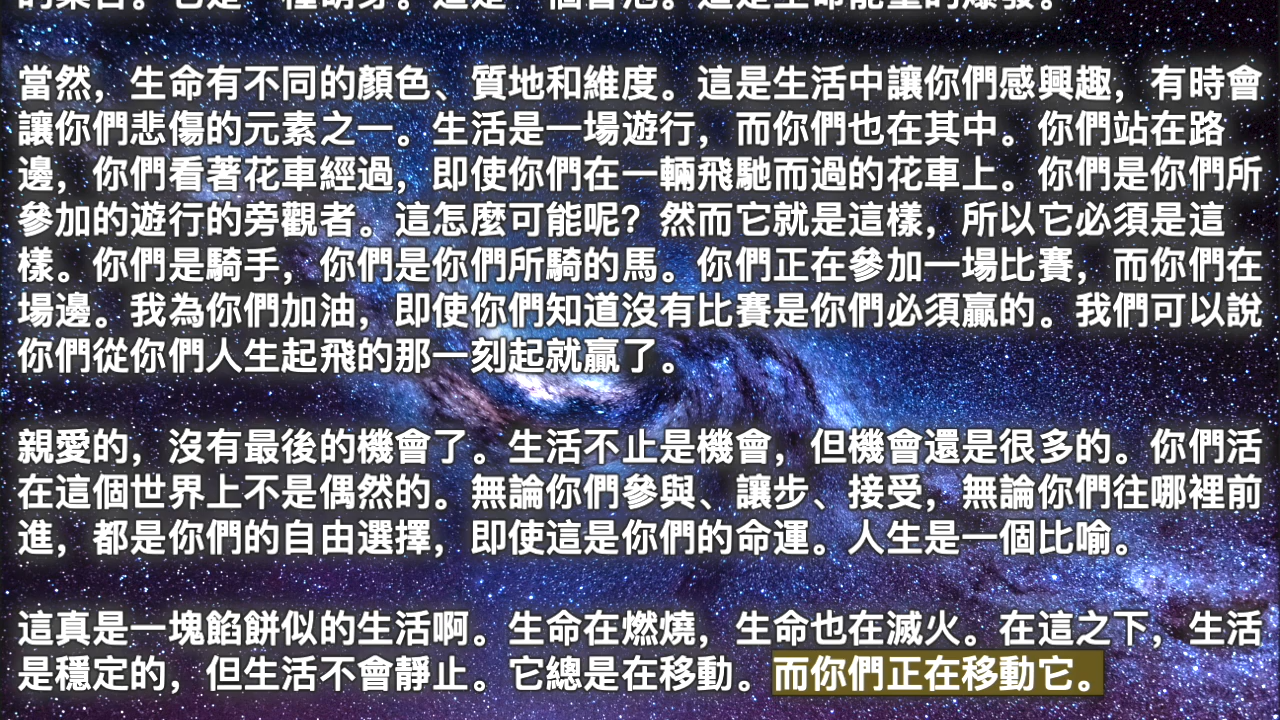 當然，生命有不同的顏色、質地和維度。這是生活中讓你們感興趣，有時會
讓你們悲傷的元素之一。生活是一場遊行，而你們也在其中。你們站在路
邊，你們看著花車經過，即使你們在一輛飛馳而過的花車上。你們是你們所
參加的遊行的旁觀者。這怎麼可能呢？然而它就是這樣，所以它必須是這
樣。你們是騎手，你們是你們所騎的馬。你們正在參加一場比賽，而你們在
場邊。我為你們加油，即使你們知道沒有比賽是你們必須贏的。我們可以說
你們從你們人生起飛的那一刻起就贏了。
親愛的，沒有最後的機會了。生活不止是機會，但機會還是很多的。你們活
在這個世界上不是偶然的。無論你們參與、讓步、接受，無論你們往哪裡前
進，都是你們的自由選擇，即使這是你們的命運。人生是一個比喻。
這真是一塊餡餅似的生活啊。生命在燃燒，生命也在滅火。在這之下，生活
是穩定的，但生活不會靜止。它總是在移動。而你們正在移動它。